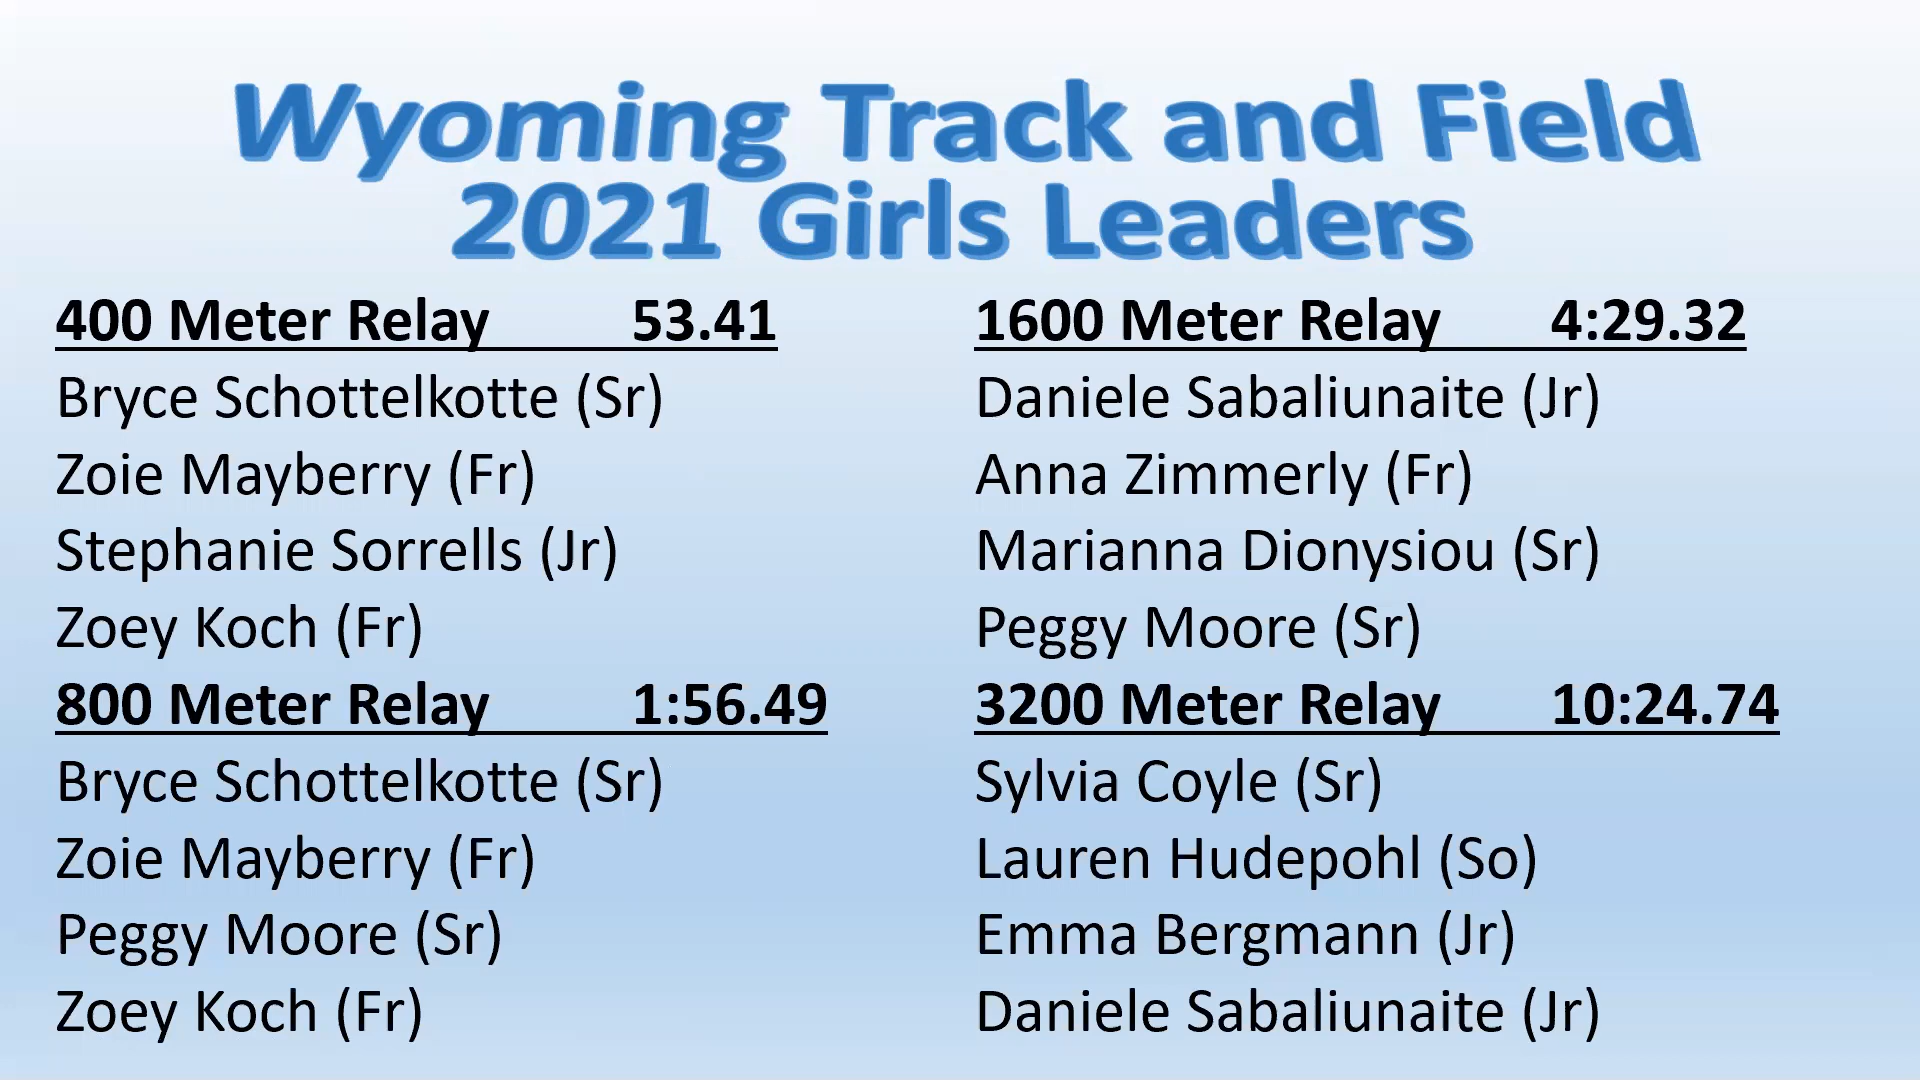 Wyoming Track and Field
2021 Girls Leaders
400 Meter Relay 53.41
Bryce Schottelkotte (Sr)
Zoie Mayberry (Fr)
Stephanie Sorrells (Jr)
Zoey Koch (Fr)
800 Meter Relay 1:56.49
Bryce Schottelkotte (Sr)
Zoie Mayberry (Fr)
Peggy Moore (Sr)
Zoey Koch (Fr)
1600 Meter Relay 4:29.32
Daniele Sabaliunaite (Jr)
Anna Zimmerly (Fr)
Marianna Dionysiou (Sr)
Peggy Moore (Sr)
3200 Meter Relay 10:24.74
Sylvia Coyle (Sr)
Lauren Hudepohl (So)
Emma Bergmann (Jr)
Daniele Sabaliunaite (Jr)